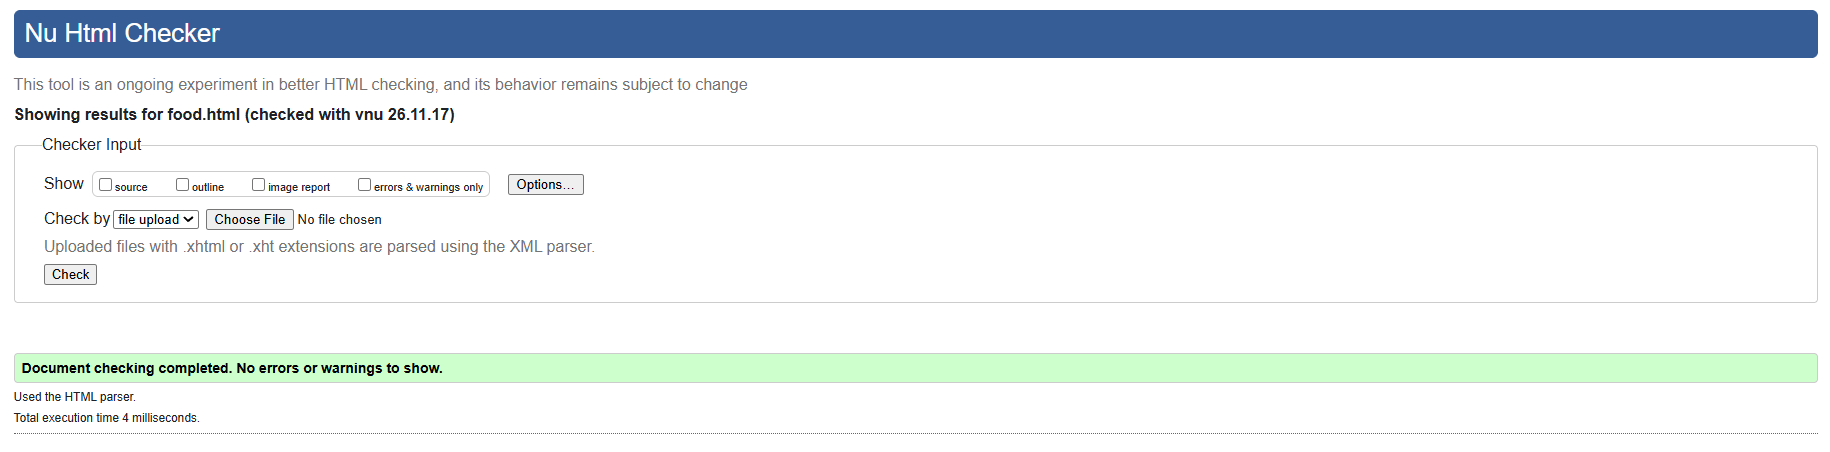 Nu Html Checker
This tool is an ongoing experiment in better HTML checking, and its behavior remains subject to change
Showing results for food.html (checked with vnu 26.11.17)
Checker Input
Show source outline image report errors & warnings only Options...
Check by file upload Choose File No file chosen
Uploaded files with .xhtml or .xht extensions are parsed using the XML parser.
Check
Document checking completed. No errors or warnings to show.
Used the HTML parser.
Total execution time 4 milliseconds.